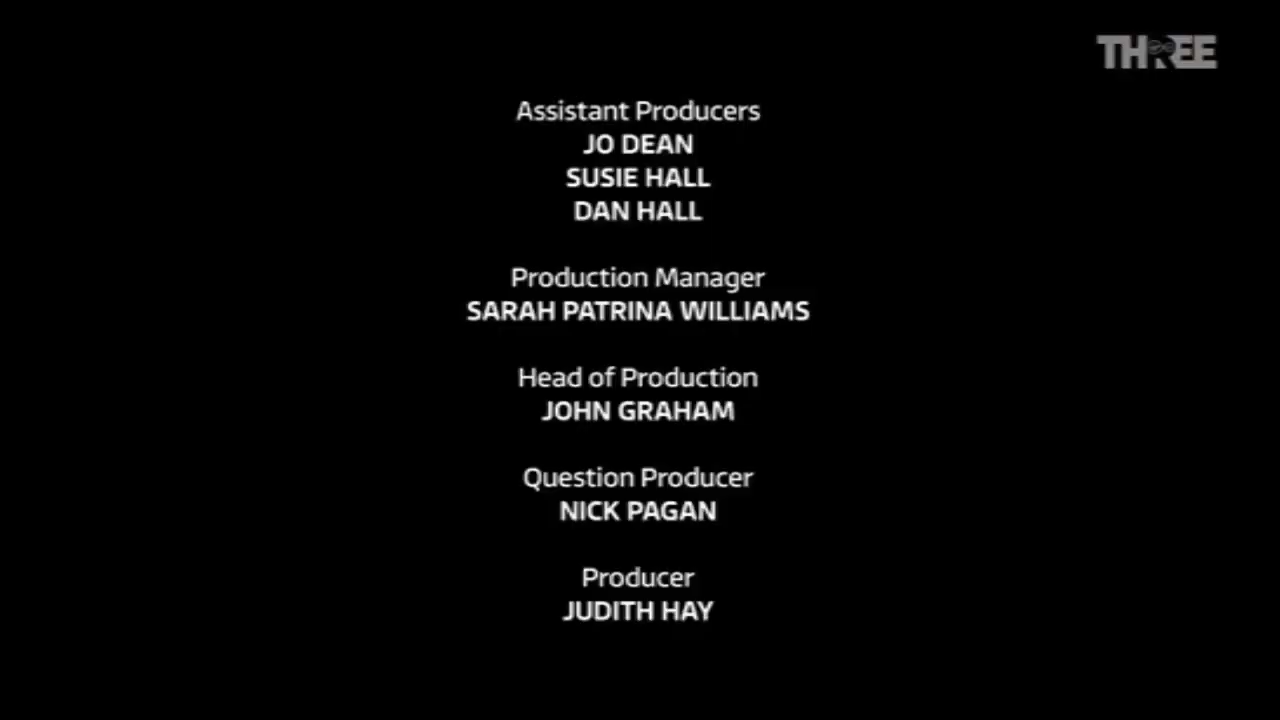 THREE
Assistant Producers
JO DEAN
SUSIE HALL
DAN HALL
Production Manager
SARAH PATRINA WILLIAMS
Head of Production
JOHN GRAHAM
Question Producer
NICK PAGAN
Producer
JUDITH HAY